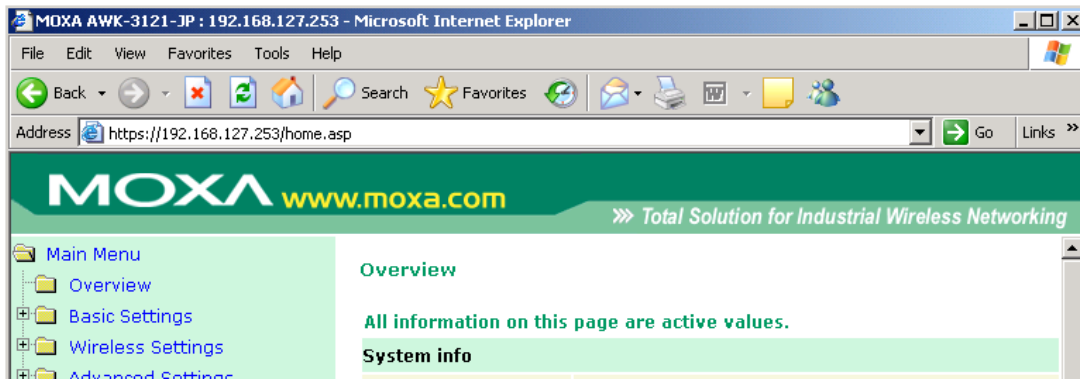 MOXA AWK-3121-JP : 192.168.127.253 - Microsoft Internet Explorer
File Edit View Favorites Tools Help
Back Search Favorites W
Address https://192.168.127.253/home.asp Go Links »
MOXA www.moxa.com
Total Solution for Industrial Wireless Networking
Main Menu
Overview
Basic Settings
Wireless Settings
Advanced Settings
Overview
All information on this page are active values.
System info